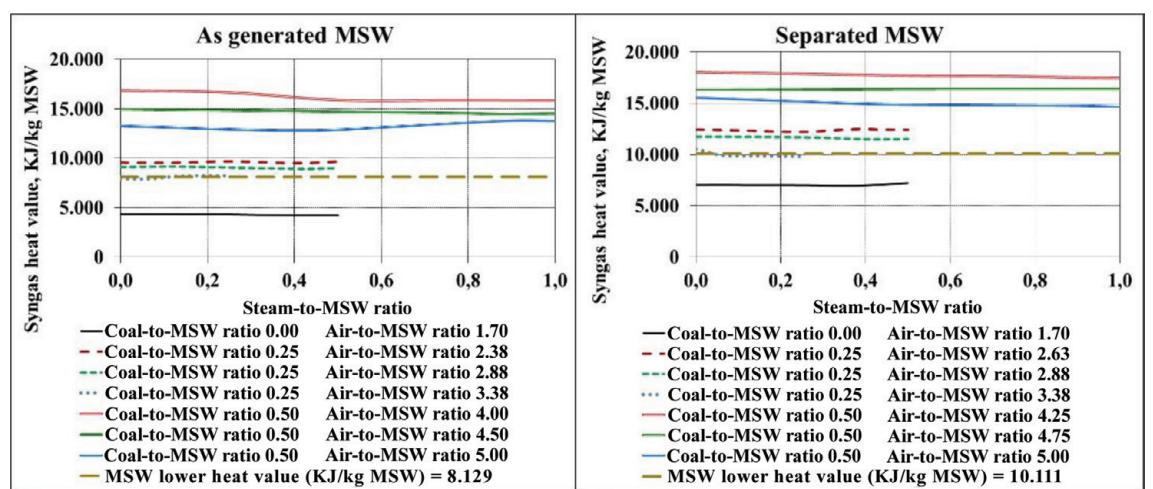 As generated MSW
Syngas heat value, KJ/kg MSW
20.000
15.000
10.000
5.000
0
0,0 0,2 0,4 0,6 0,8 1,0
Steam-to-MSW ratio
Coal-to-MSW ratio 0.00 Air-to-MSW ratio 1.70
Coal-to-MSW ratio 0.25 Air-to-MSW ratio 2.38
Coal-to-MSW ratio 0.25 Air-to-MSW ratio 2.88
Coal-to-MSW ratio 0.25 Air-to-MSW ratio 3.38
Coal-to-MSW ratio 0.50 Air-to-MSW ratio 4.00
Coal-to-MSW ratio 0.50 Air-to-MSW ratio 4.50
Coal-to-MSW ratio 0.50 Air-to-MSW ratio 5.00
MSW lower heat value (KJ/kg MSW) = 8.129
Separated MSW
Syngas heat value, KJ/kg MSW
20.000
15.000
10.000
5.000
0
0,0 0,2 0,4 0,6 0,8 1,0
Steam-to-MSW ratio
Coal-to-MSW ratio 0.00 Air-to-MSW ratio 1.70
Coal-to-MSW ratio 0.25 Air-to-MSW ratio 2.63
Coal-to-MSW ratio 0.25 Air-to-MSW ratio 2.88
Coal-to-MSW ratio 0.25 Air-to-MSW ratio 3.38
Coal-to-MSW ratio 0.50 Air-to-MSW ratio 4.25
Coal-to-MSW ratio 0.50 Air-to-MSW ratio 4.75
Coal-to-MSW ratio 0.50 Air-to-MSW ratio 5.00
MSW lower heat value (KJ/kg MSW) = 10.111